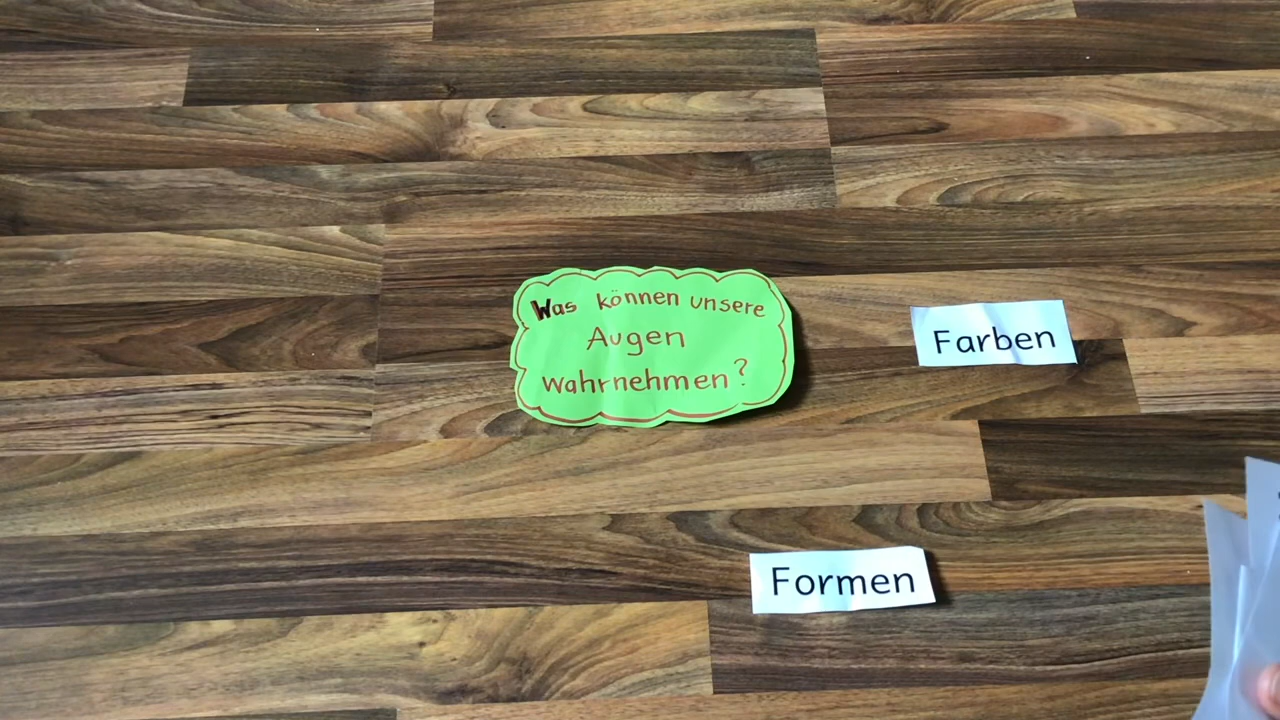 Was können unsere
Augen
wahrnehmen?
Farben
Formen